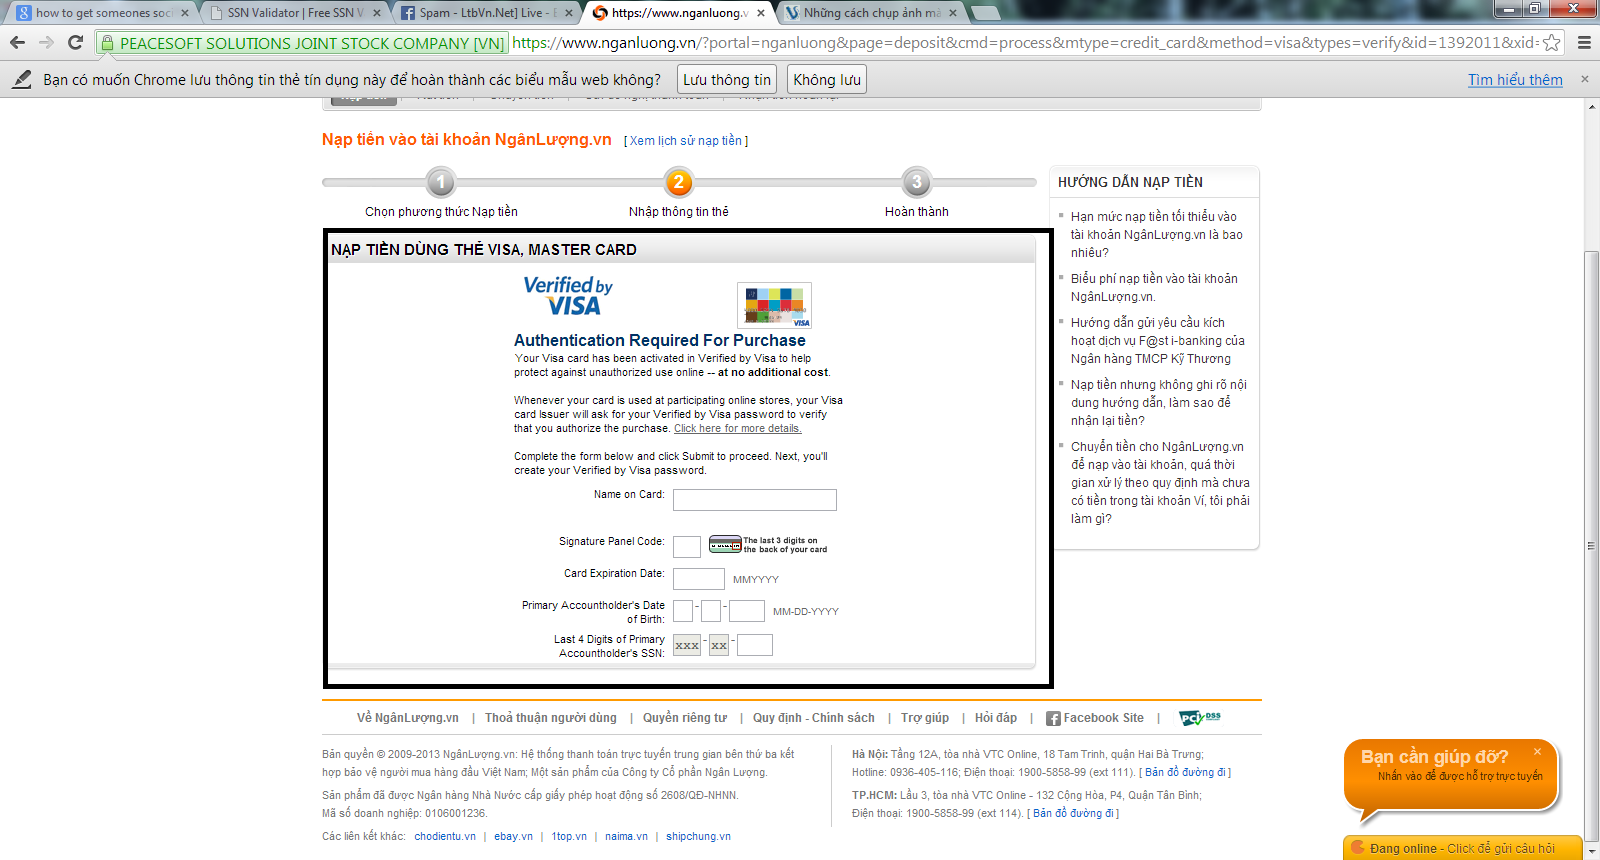 how to get someones soci
SSN Validator | Free SSN V
Spam - LtbVn.Net] Live - E
https://www.nganluong.v
Những cách chụp ảnh mà
PEACESOFT SOLUTIONS JOINT STOCK COMPANY [VN]
https://www.nganluong.vn/?portal=nganluong&page=deposit&cmd=process&mtype=credit_card&method=visa&types=verify&id=1392011&xid=
Bạn có muốn Chrome lưu thông tin thẻ tín dụng này để hoàn thành các biểu mẫu web không?
Lưu thông tin
Không lưu
Tìm hiểu thêm
Nạp tiền vào tài khoản NgânLượng.vn [ Xem lịch sử nạp tiền ]
1
2
3
Chọn phương thức Nạp tiền
Nhập thông tin thẻ
Hoàn thành
NẠP TIỀN DÙNG THẺ VISA, MASTER CARD
Verified by
VISA
VISA
Authentication Required For Purchase
Your Visa card has been activated in Verified by Visa to help
protect against unauthorized use online -- at no additional cost.
Whenever your card is used at participating online stores, your Visa
card Issuer will ask for your Verified by Visa password to verify
that you authorize the purchase. Click here for more details.
Complete the form below and click Submit to proceed. Next, you'll
create your Verified by Visa password.
Name on Card:
Signature Panel Code:
The last 3 digits on
the back of your card
Card Expiration Date:
MMYYYY
Primary Accountholder's Date
of Birth:
- -
MM-DD-YYYY
Last 4 Digits of Primary
Accountholder's SSN:
xxx - xx -
HƯỚNG DẪN NẠP TIỀN
Hạn mức nạp tiền tối thiểu vào
tài khoản NgânLượng.vn là bao
nhiêu?
Biểu phí nạp tiền vào tài khoản
NgânLượng.vn.
Hướng dẫn gửi yêu cầu kích
hoạt dịch vụ F@st i-banking của
Ngân hàng TMCP Kỹ Thương
Nạp tiền nhưng không ghi rõ nội
dung hướng dẫn, làm sao để
nhận lại tiền?
Chuyển tiền cho NgânLượng.vn
để nạp vào tài khoản, quá thời
gian xử lý theo quy định mà chưa
có tiền trong tài khoản Ví, tôi phải
làm gì?
Về NgânLượng.vn | Thoả thuận người dùng | Quyền riêng tư | Quy định - Chính sách | Trợ giúp | Hỏi đáp | Facebook Site |
PCI DSS
Bản quyền © 2009-2013 NgânLượng.vn: Hệ thống thanh toán trực tuyến trung gian bên thứ ba kết
hợp bảo vệ người mua hàng đầu Việt Nam; Một sản phẩm của Công ty Cổ phần Ngân Lượng.
Sản phẩm đã được Ngân hàng Nhà Nước cấp giấy phép hoạt động số 2608/QĐ-NHNN.
Mã số doanh nghiệp: 0106001236.
Các liên kết khác: chodientu.vn | ebay.vn | 1top.vn | naima.vn | shipchung.vn
Hà Nội: Tầng 12A, tòa nhà VTC Online, 18 Tam Trinh, quận Hai Bà Trưng;
Hotline: 0936-405-116; Điện thoại: 1900-5858-99 (ext 111). [ Bản đồ đường đi ]
TP.HCM: Lầu 3, tòa nhà VTC Online - 132 Cộng Hòa, P4, Quận Tân Bình;
Điện thoại: 1900-5858-99 (ext 114). [ Bản đồ đường đi ]
Bạn cần giúp đỡ?
Nhấn vào để được hỗ trợ trực tuyến
Đang online - Click để gửi câu hỏi